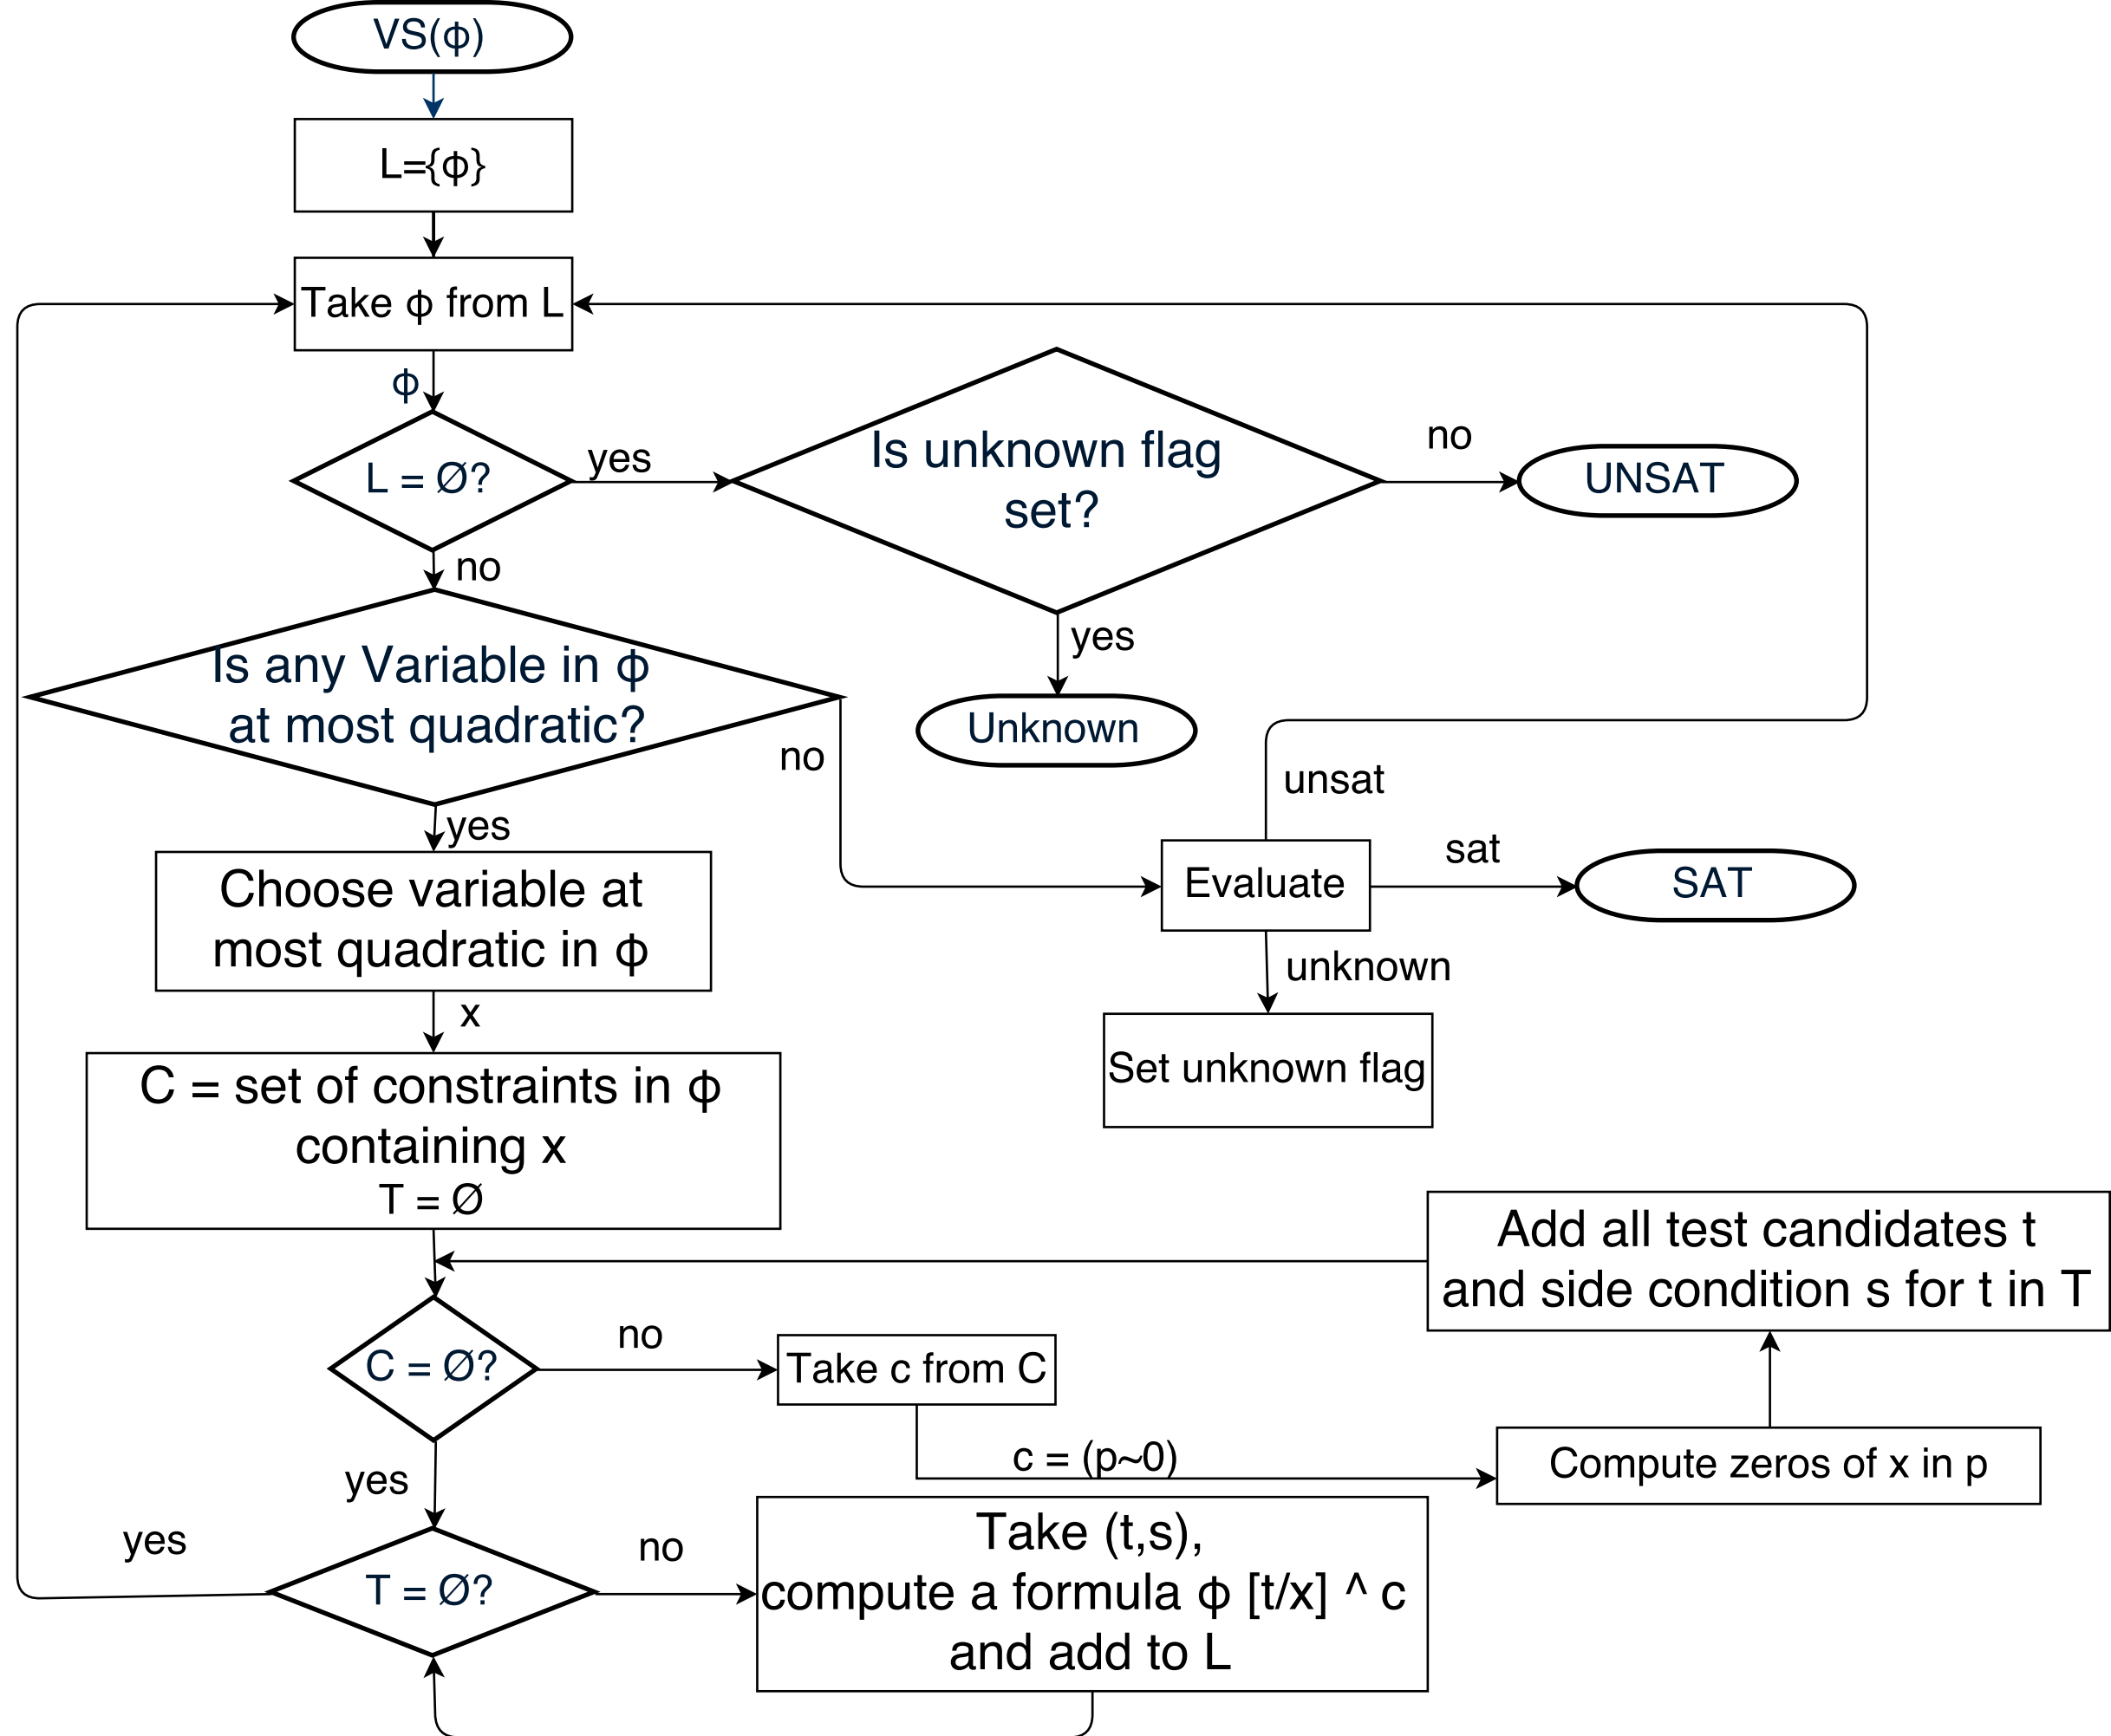 VS(ϕ)
L={ϕ}
Take ϕ from L
ϕ
L = Ø?
yes
Is unknown flag
set?
no
UNSAT
no
yes
Is any Variable in ϕ
at most quadratic?
Unknown
no
unsat
yes
Choose variable at
most quadratic in ϕ
Evaluate
sat
SAT
x
unknown
C = set of constraints in ϕ
containing x
T = Ø
Set unknown flag
Add all test candidates t
and side condition s for t in T
C = Ø?
no
Take c from C
c = (p~0)
Compute zeros of x in p
yes
yes
T = Ø?
no
Take (t,s),
compute a formula ϕ [t/x] ^ c
and add to L